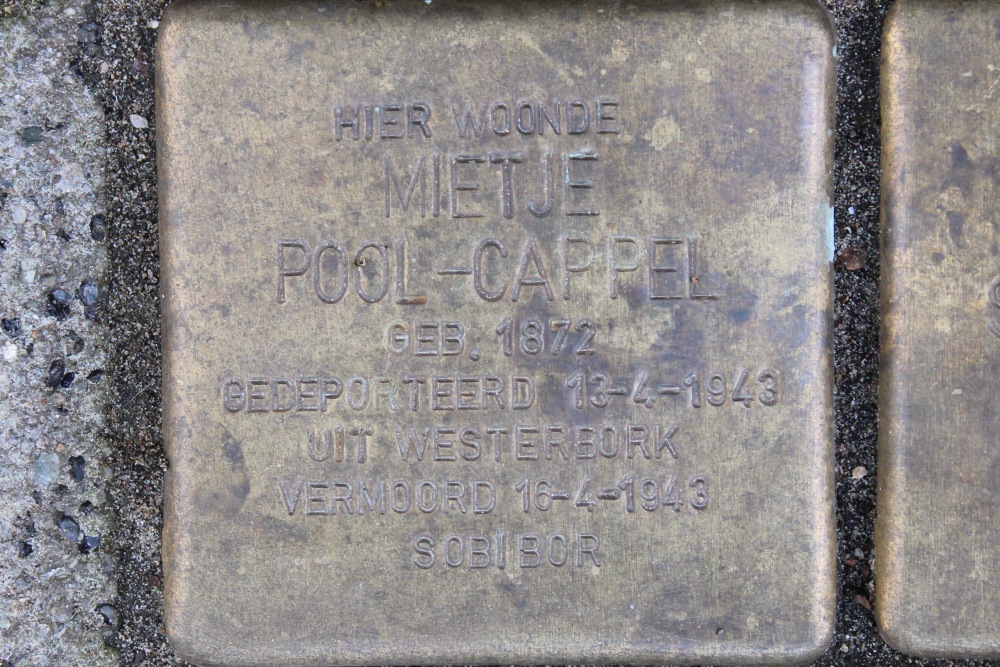 HIER WOONDE
MIETJE
POOL-CAPPEL
GEB. 1872
GEDEPORTEERD 13-4-1943
UIT WESTERBORK
VERMOORD 16-4-1943
SOBIBOR